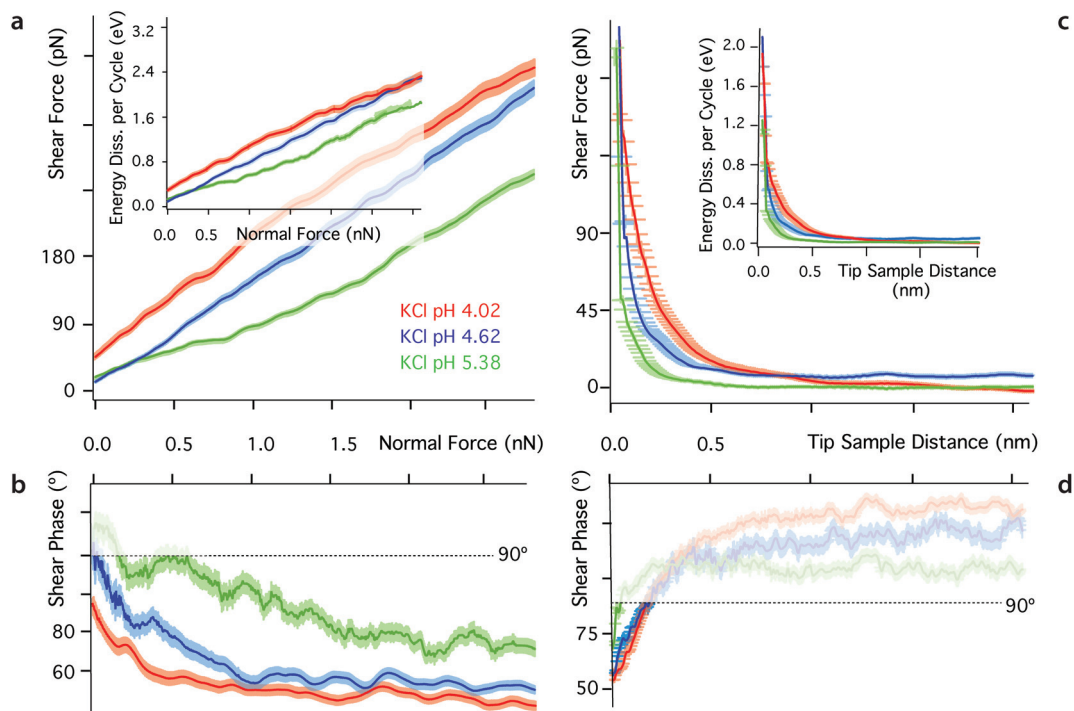 a
Shear Force (pN)
180
90
0
Energy Diss. per Cycle (eV)
3.2
2.4
1.6
0.8
0.0
0.0 0.5
Normal Force (nN)
KCl pH 4.02
KCl pH 4.62
KCl pH 5.38
0.0 0.5 1.0 1.5 Normal Force (nN)
c
Shear Force (pN)
90
45
0
Energy Diss. per Cycle (eV)
2.0
1.6
1.2
0.8
0.4
0.0
0.0 0.5
Tip Sample Distance
(nm)
0.0 0.5 Tip Sample Distance (nm)
b
Shear Phase (°)
90º
80
60
d
Shear Phase (°)
90º
75
50